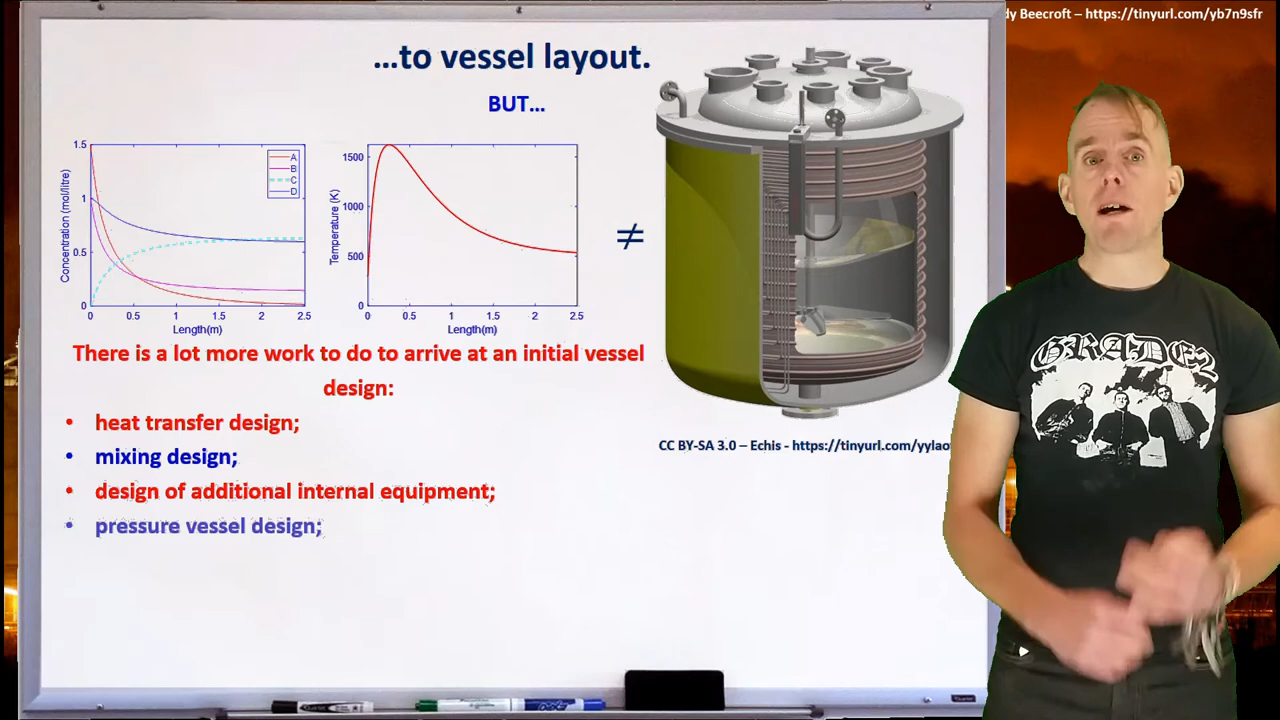 dy Beecroft – https://tinyurl.com/yb7n9sfr
...to vessel layout.
BUT...
1.5
1
0.5
0
0
0.5
1
1.5
2
2.5
Concentration (mol/litre)
Length(m)
A
B
C
D
1500
1000
500
0
0
0.5
1
1.5
2
2.5
Temperature (K)
Length(m)
≠
There is a lot more work to do to arrive at an initial vessel
design:
• heat transfer design;
• mixing design;
• design of additional internal equipment;
• pressure vessel design;
CC BY-SA 3.0 – Echis - https://tinyurl.com/yylao
GRADE 2